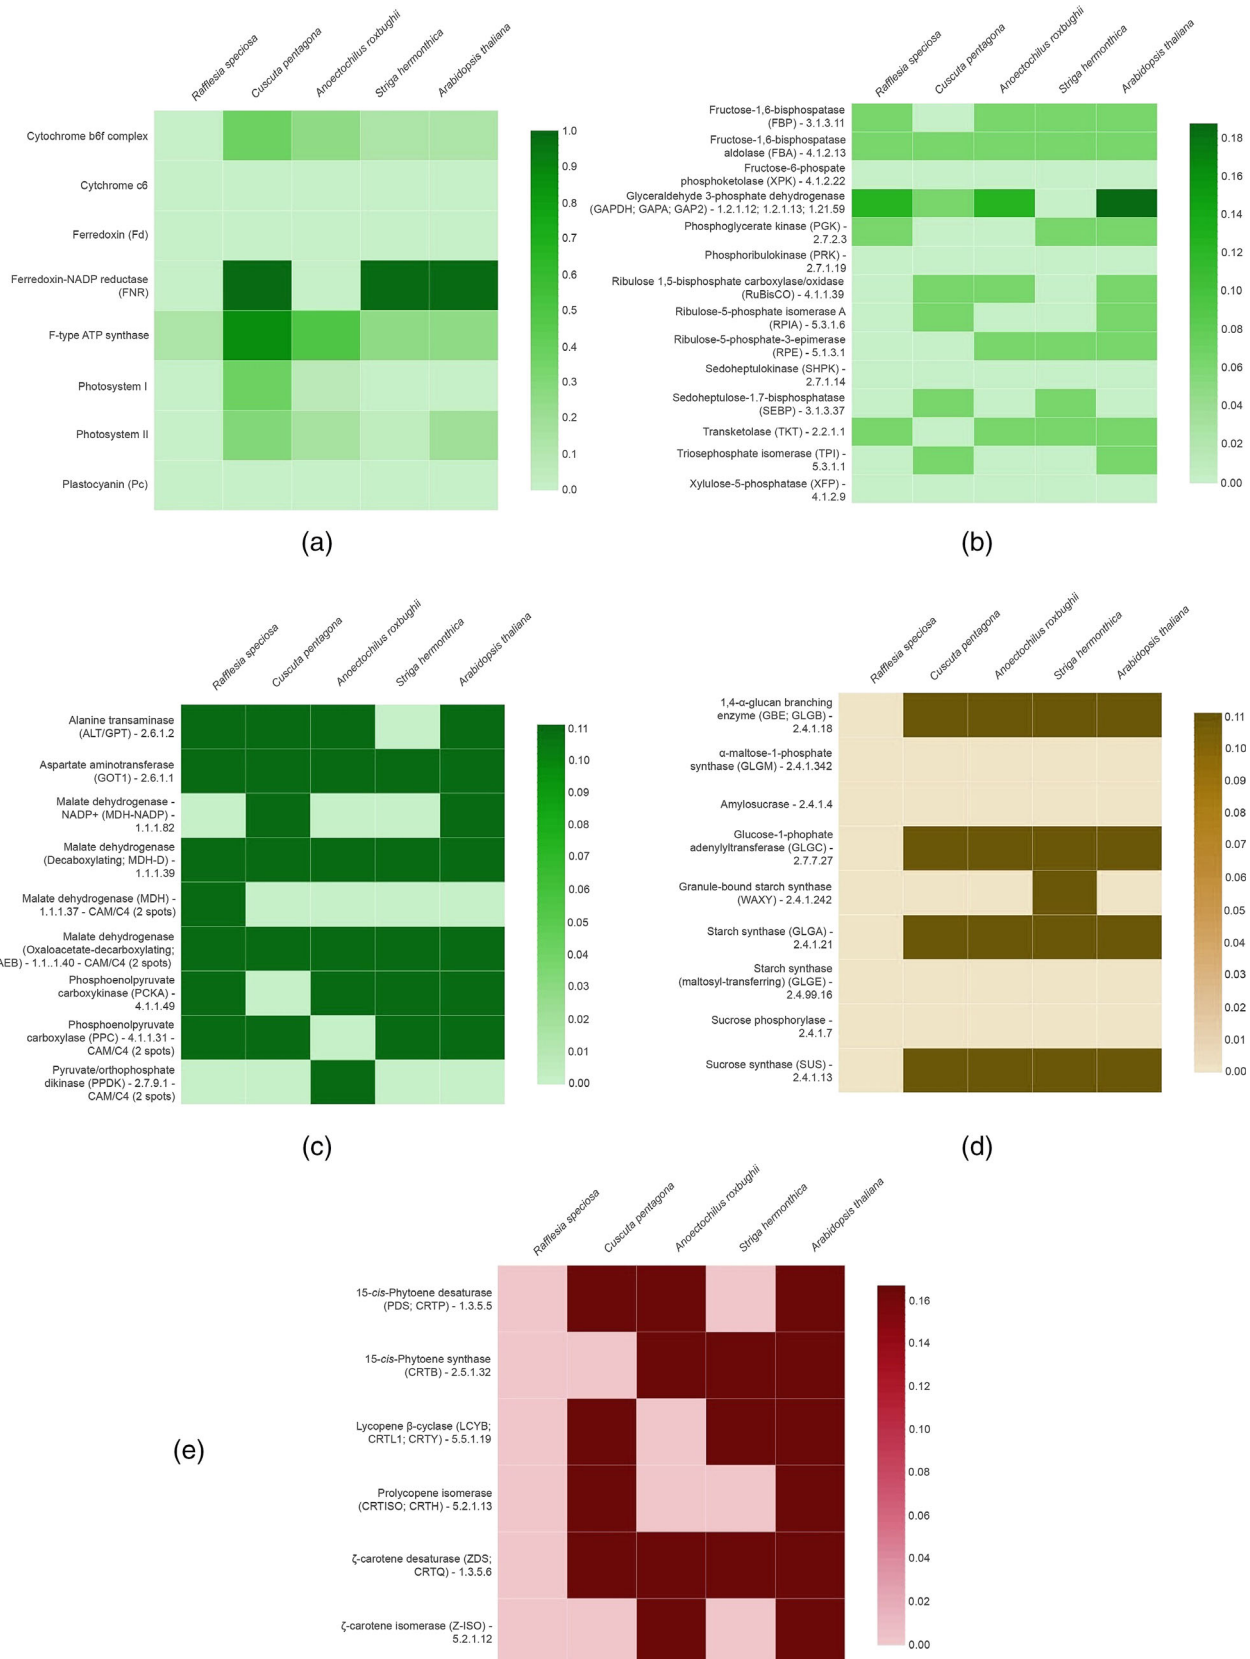 Rafflesia speciosa
Cuscuta pentagona
Anoectochilus roxbughii
Striga hermonthica
Arabidopsis thaliana
Cytochrome b6f complex
Cytchrome c6
Ferredoxin (Fd)
Ferredoxin-NADP reductase
(FNR)
F-type ATP synthase
Photosystem I
Photosystem II
Plastocyanin (Pc)
1.0
0.9
0.8
0.7
0.6
0.5
0.4
0.3
0.2
0.1
0.0
(a)
Rafflesia speciosa
Cuscuta pentagona
Anoectochilus roxbughii
Striga hermonthica
Arabidopsis thaliana
Fructose-1,6-bisphospatase
(FBP) - 3.1.3.11
Fructose-1,6-bisphospatase
aldolase (FBA) - 4.1.2.13
Fructose-6-phospate
phosphoketolase (XPK) - 4.1.2.22
Glyceraldehyde 3-phosphate dehydrogenase
(GAPDH; GAPA; GAP2) - 1.2.1.12; 1.2.1.13; 1.21.59
Phosphoglycerate kinase (PGK) -
2.7.2.3
Phosphoribulokinase (PRK) -
2.7.1.19
Ribulose 1,5-bisphosphate carboxylase/oxidase
(RuBisCO) - 4.1.1.39
Ribulose-5-phosphate isomerase A
(RPIA) - 5.3.1.6
Ribulose-5-phosphate-3-epimerase
(RPE) - 5.1.3.1
Sedoheptulokinase (SHPK) -
2.7.1.14
Sedoheptulose-1.7-bisphosphatase
(SEBP) - 3.1.3.37
Transketolase (TKT) - 2.2.1.1
Triosephosphate isomerase (TPI) -
5.3.1.1
Xylulose-5-phosphatase (XFP) -
4.1.2.9
0.18
0.16
0.14
0.12
0.10
0.08
0.06
0.04
0.02
0.00
(b)
Rafflesia speciosa
Cuscuta pentagona
Anoectochilus roxbughii
Striga hermonthica
Arabidopsis thaliana
Alanine transaminase
(ALT/GPT) - 2.6.1.2
Aspartate aminotransferase
(GOT1) - 2.6.1.1
Malate dehydrogenase -
NADP+ (MDH-NADP) -
1.1.1.82
Malate dehydrogenase
(Decaboxylating; MDH-D) -
1.1.1.39
Malate dehydrogenase (MDH) -
1.1.1.37 - CAM/C4 (2 spots)
Malate dehydrogenase
(Oxaloacetate-decarboxylating;
AEB) - 1.1..1.40 - CAM/C4 (2 spots)
Phosphoenolpyruvate
carboxykinase (PCKA) -
4.1.1.49
Phosphoenolpyruvate
carboxylase (PPC) - 4.1.1.31 -
CAM/C4 (2 spots)
Pyruvate/orthophosphate
dikinase (PPDK) - 2.7.9.1 -
CAM/C4 (2 spots)
0.11
0.10
0.09
0.08
0.07
0.06
0.05
0.04
0.03
0.02
0.01
0.00
(c)
Rafflesia speciosa
Cuscuta pentagona
Anoectochilus roxbughii
Striga hermonthica
Arabidopsis thaliana
1,4-α-glucan branching
enzyme (GBE; GLGB) -
2.4.1.18
α-maltose-1-phosphate
synthase (GLGM) - 2.4.1.342
Amylosucrase - 2.4.1.4
Glucose-1-phophate
adenylyltransferase (GLGC) -
2.7.7.27
Granule-bound starch synthase
(WAXY) - 2.4.1.242
Starch synthase (GLGA) -
2.4.1.21
Starch synthase
(maltosyl-transferring) (GLGE) -
2.4.99.16
Sucrose phosphorylase -
2.4.1.7
Sucrose synthase (SUS) -
2.4.1.13
0.11
0.10
0.09
0.08
0.07
0.06
0.05
0.04
0.03
0.02
0.01
0.00
(d)
Rafflesia speciosa
Cuscuta pentagona
Anoectochilus roxbughii
Striga hermonthica
Arabidopsis thaliana
15-cis-Phytoene desaturase
(PDS; CRTP) - 1.3.5.5
15-cis-Phytoene synthase
(CRTB) - 2.5.1.32
Lycopene β-cyclase (LCYB;
CRTL1; CRTY) - 5.5.1.19
Prolycopene isomerase
(CRTISO; CRTH) - 5.2.1.13
ζ-carotene desaturase (ZDS;
CRTQ) - 1.3.5.6
ζ-carotene isomerase (Z-ISO) -
5.2.1.12
0.16
0.14
0.12
0.10
0.08
0.06
0.04
0.02
0.00
(e)